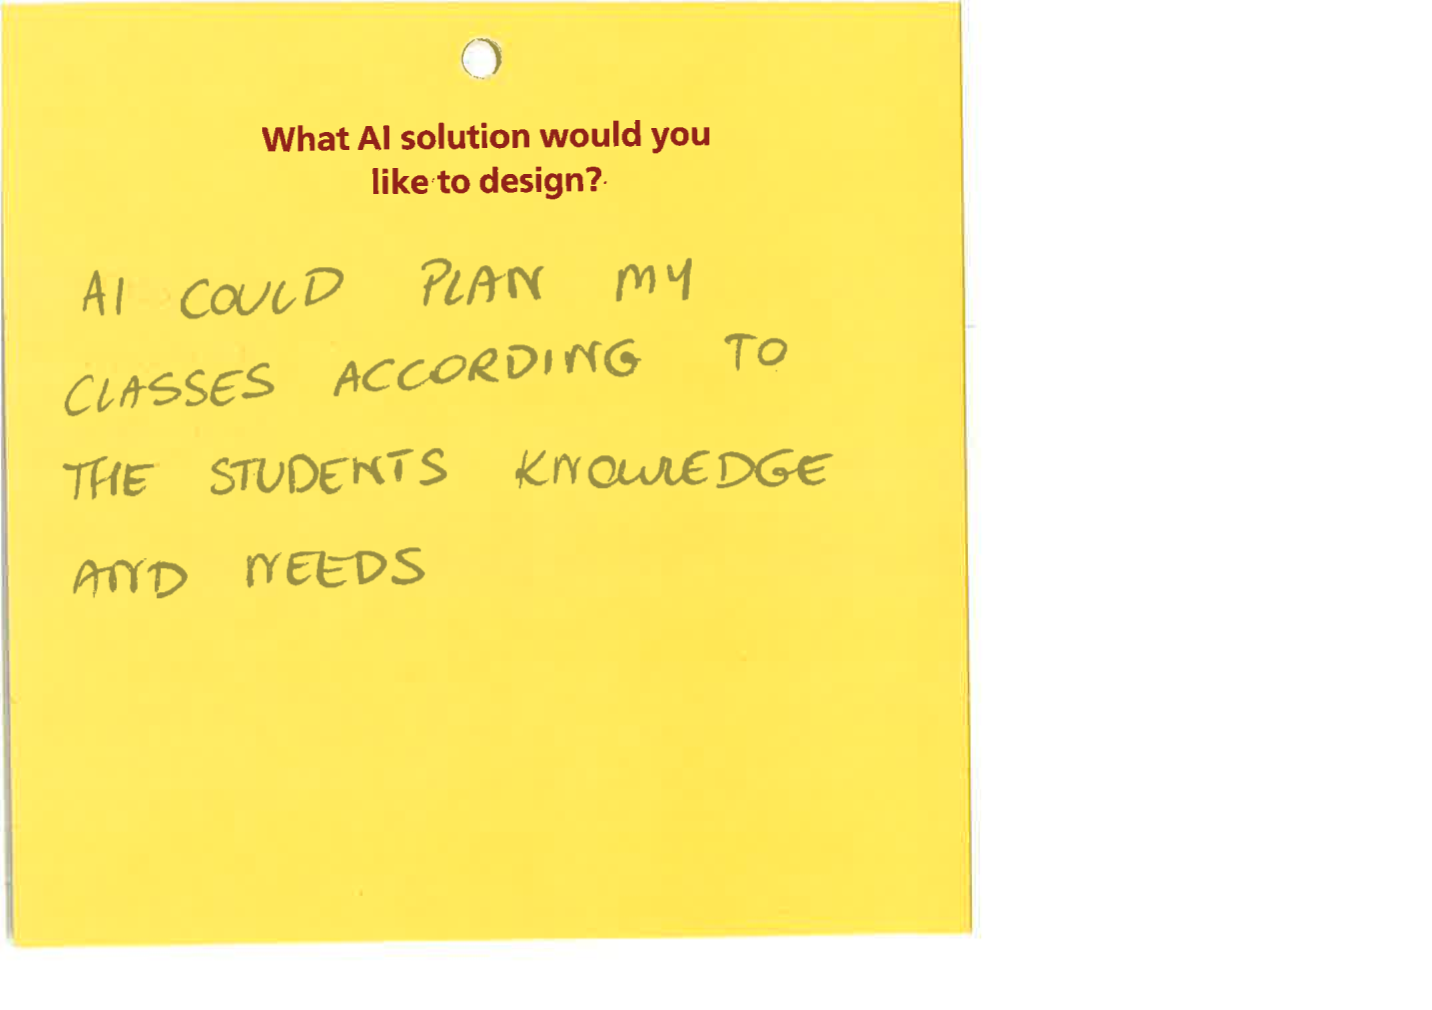 What AI solution would you
like to design?
AI COULD PLAN MY
CLASSES ACCORDING TO
THE STUDENTS KNOWLEDGE
AND NEEDS